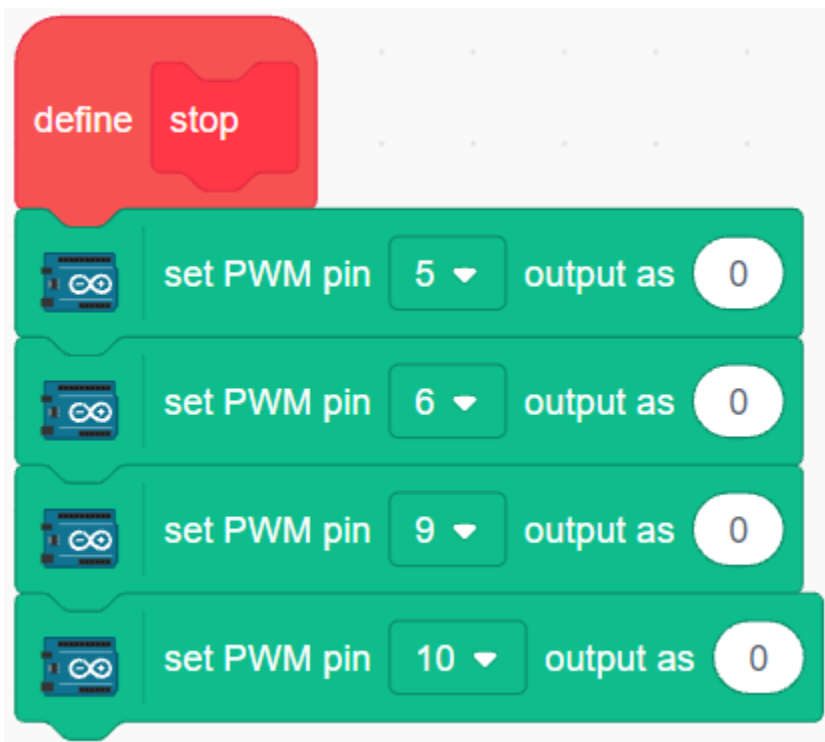 define stop
set PWM pin 5 output as 0
set PWM pin 6 output as 0
set PWM pin 9 output as 0
set PWM pin 10 output as 0